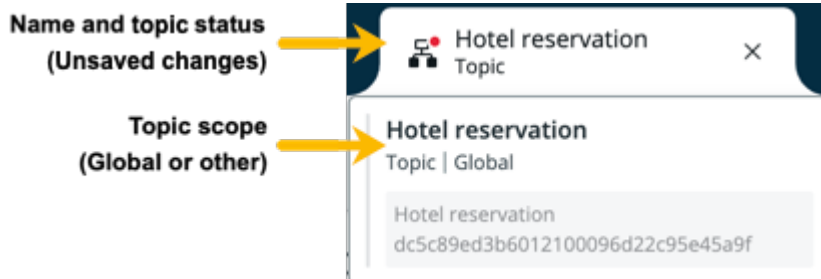 Name and topic status
(Unsaved changes)
Hotel reservation
Topic
Topic scope
(Global or other)
Hotel reservation
Topic | Global
Hotel reservation
dc5c89ed3b6012100096d22c95e45a9f